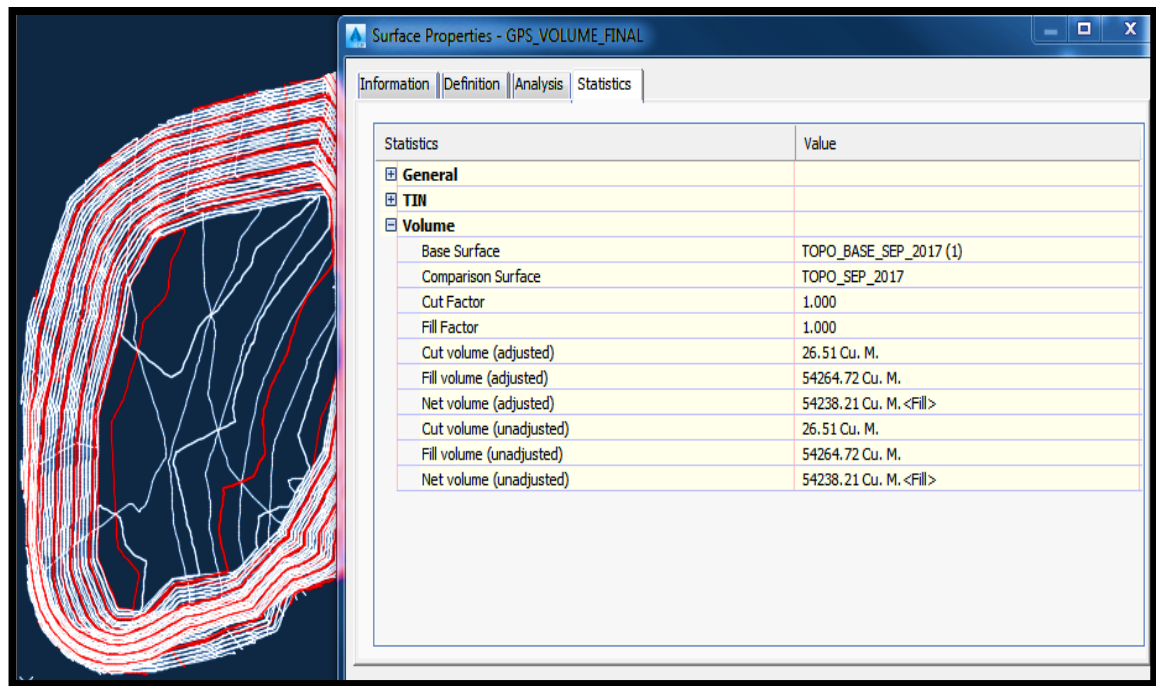 Surface Properties - GPS_VOLUME_FINAL
Information Definition Analysis Statistics
Statistics Value
General
TIN
Volume
Base Surface TOPO_BASE_SEP_2017 (1)
Comparison Surface TOPO_SEP_2017
Cut Factor 1.000
Fill Factor 1.000
Cut volume (adjusted) 26.51 Cu. M.
Fill volume (adjusted) 54264.72 Cu. M.
Net volume (adjusted) 54238.21 Cu. M.<Fill>
Cut volume (unadjusted) 26.51 Cu. M.
Fill volume (unadjusted) 54264.72 Cu. M.
Net volume (unadjusted) 54238.21 Cu. M.<Fill>